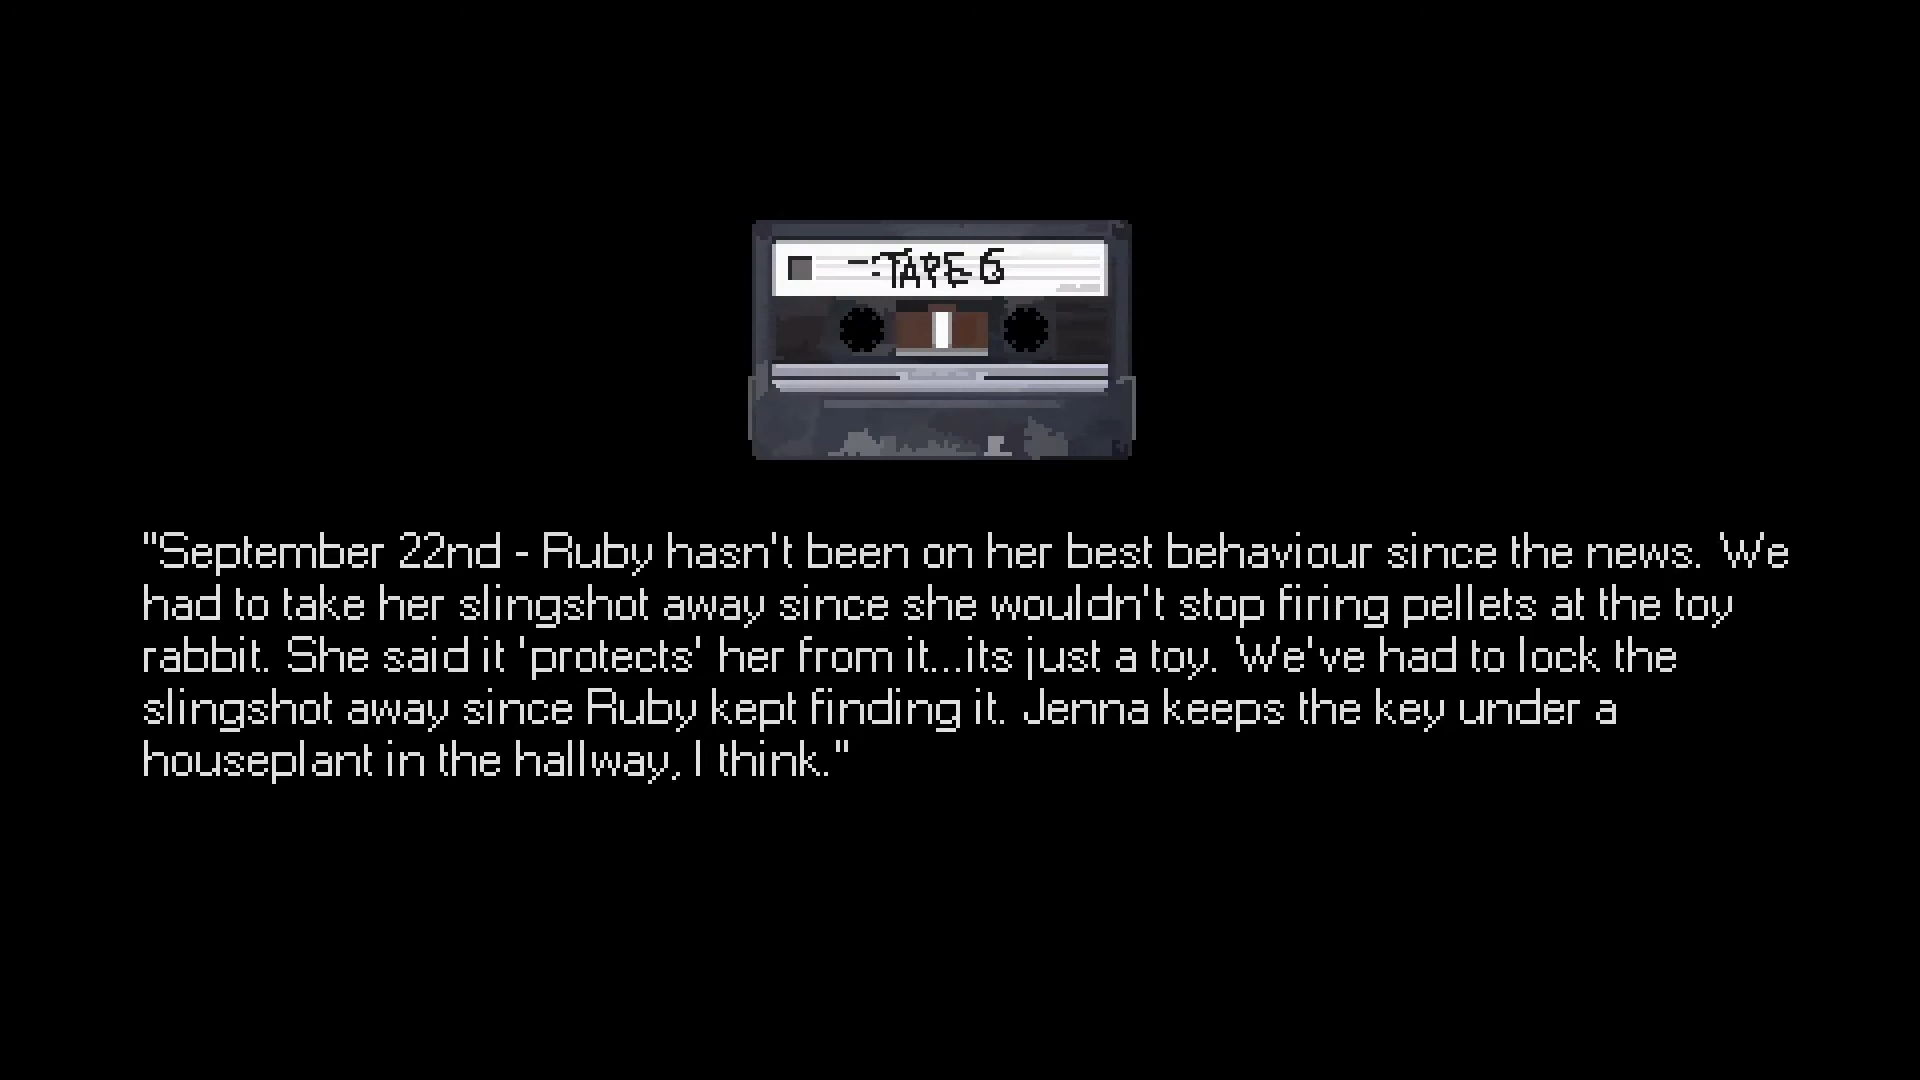 TAPE 6
"September 22nd - Ruby hasn't been on her best behaviour since the news. We
had to take her slingshot away since she wouldn't stop firing pellets at the toy
rabbit. She said it 'protects' her from it...its just a toy. We've had to lock the
slingshot away since Ruby kept finding it. Jenna keeps the key under a
houseplant in the hallway, I think."